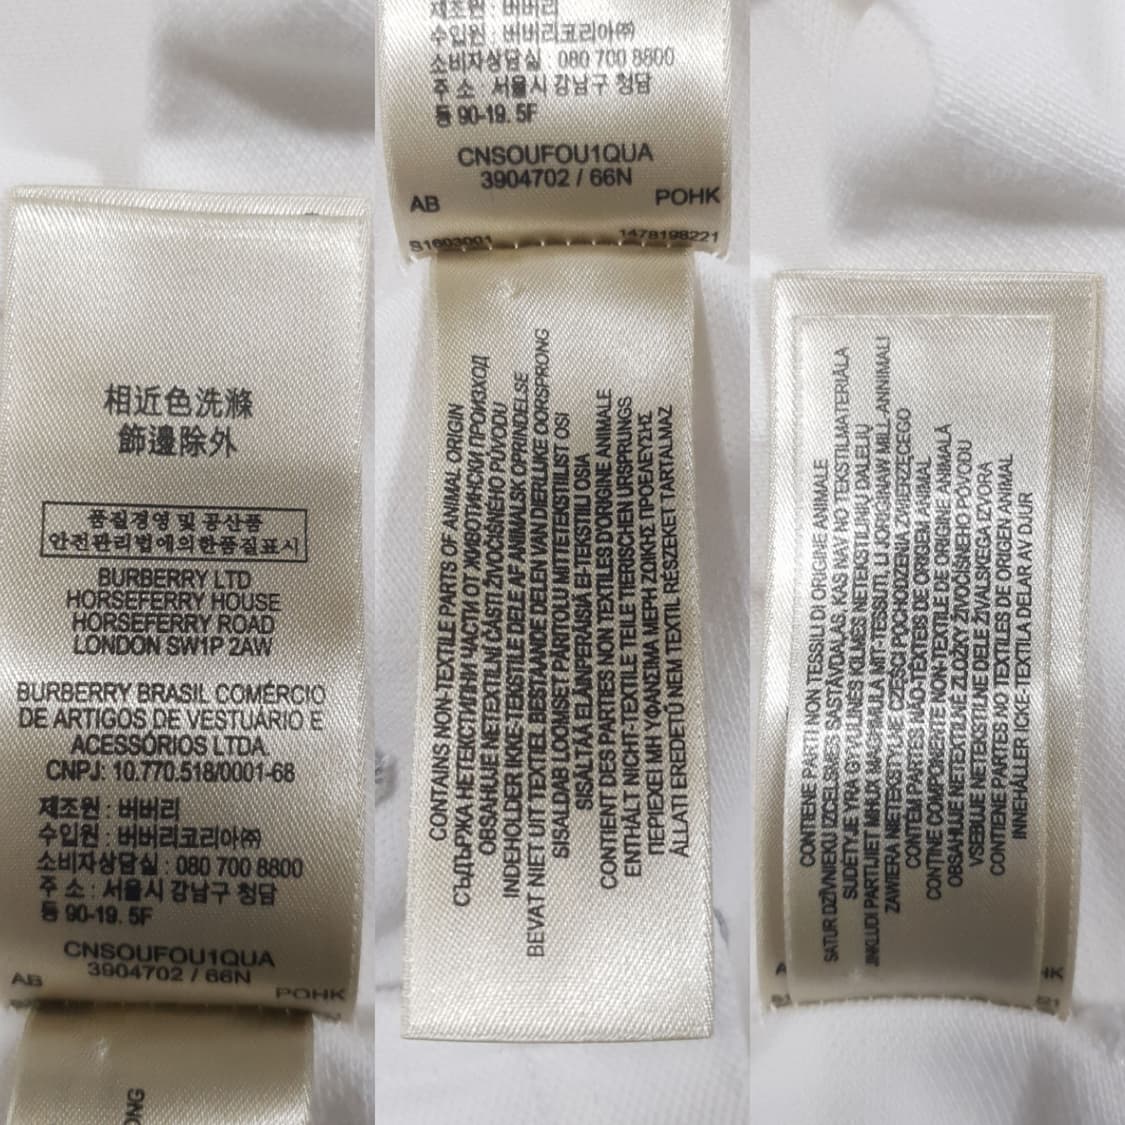 相近色洗滌
飾邊除外
품질경영 및 공산품
안전관리법에의한품질표시
BURBERRY LTD
HORSEFERRY HOUSE
HORSEFERRY ROAD
LONDON SW1P 2AW
BURBERRY BRASIL COMÉRCIO
DE ARTIGOS DE VESTUÁRIO E
ACESSÓRIOS LTDA.
CNPJ: 10.770.518/0001-68
제조원 : 버버리
수입원 : 버버리코리아㈜
소비자상담실 : 080 700 8800
주 소 : 서울시 강남구 청담
동 90-19. 5F
CNSOUFOU1QUA
3904702 / 66N
AB POHK
ONG
제조원 : 버버리
수입원 : 버버리코리아㈜
소비자상담실 : 080 700 8800
주 소 : 서울시 강남구 청담
동 90-19. 5F
CNSOUFOU1QUA
3904702 / 66N
AB POHK
S1603001 1478198221
CONTAINS NON-TEXTILE PARTS OF ANIMAL ORIGIN
СЪДЪРЖА НЕТЕКСТИЛНИ ЧАСТИ ОТ ЖИВОТИНСКИ ПРОИЗХОД
OBSAHUJE NETEXTILNÍ ČÁSTI ŽIVOČIŠNÉHO PŮVODU
INDEHOLDER IKKE-TEKSTILE DELE AF ANIMALSK OPRINDELSE
BEVAT NIET UIT TEXTIEL BESTAANDE DELEN VAN DIERLIJKE OORSPRONG
SISALDAB LOOMSET PÄRITOLU MITTETEKSTIILIST OSI
SISÄLTÄÄ ELÄINPERÄISIÄ EI-TEKSTIILIOSIA
CONTIENT DES PARTIES NON TEXTILES D'ORIGINE ANIMALE
ENTHÄLT NICHT-TEXTILE TEILE TIERISCHEN URSPRUNGS
ΠΕΡΙΕΧΕΙ ΜΗ ΥΦΑΝΣΙΜΑ ΜΕΡΗ ΖΩΙΚΗΣ ΠΡΟΕΛΕΥΣΗΣ
ÁLLATI EREDETŰ NEM TEXTIL RÉSZEKET TARTALMAZ
CONTIENE PARTI NON TESSILI DI ORIGINE ANIMALE
SATUR DZĪVNIEKU IZCELSMES SASTĀVDAĻAS, KAS NAV NO TEKSTILMATERIĀLA
SUDĖTYJE YRA GYVŪLINĖS KILMĖS NETEKSTILINIŲ DALELIŲ
JINKLUDI PARTIJIET MHUX MAGĦMULA MIT-TESSUTI, LI JORIĠINAW MILL-ANNIMALI
ZAWIERA NIETEKSTYLNE CZĘŚCI POCHODZENIA ZWIERZĘCEGO
CONTÉM PARTES NÃO-TÊXTEIS DE ORIGEM ANIMAL
CONȚINE COMPONENTE NON-TEXTILE DE ORIGINE ANIMALĂ
OBSAHUJE NETEXTILNÉ ZLOŽKY ŽIVOČÍŠNEHO PÔVODU
VSEBUJE NETEKSTILNE DELE ŽIVALSKEGA IZVORA
CONTIENE PARTES NO TEXTILES DE ORIGEN ANIMAL
INNEHÅLLER ICKE-TEXTILA DELAR AV DJUR
HK